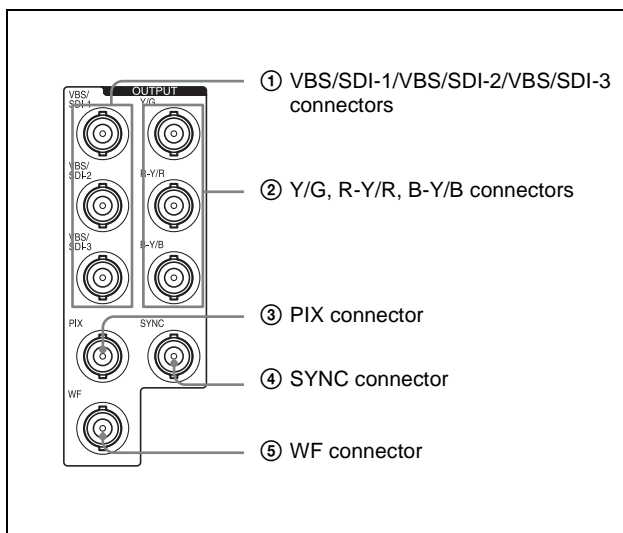 OUTPUT
VBS/
SDI-1
Y/G
VBS/
SDI-2
R-Y/R
VBS/
SDI-3
B-Y/B
PIX
SYNC
WF
① VBS/SDI-1/VBS/SDI-2/VBS/SDI-3
connectors
② Y/G, R-Y/R, B-Y/B connectors
③ PIX connector
④ SYNC connector
⑤ WF connector